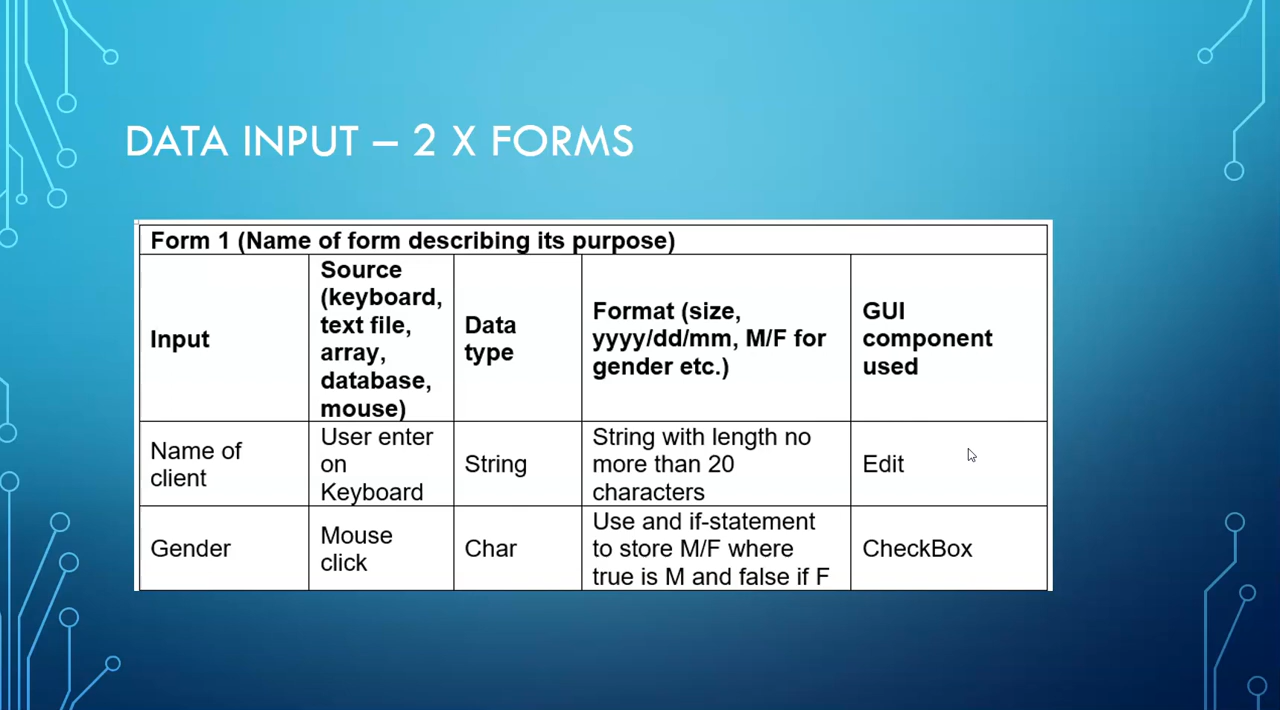 DATA INPUT – 2 X FORMS
Form 1 (Name of form describing its purpose)
Input
Source
(keyboard,
text file,
array,
database,
mouse)
Data
type
Format (size,
yyyy/dd/mm, M/F for
gender etc.)
GUI
component
used
Name of
client
User enter
on
Keyboard
String
String with length no
more than 20
characters
Edit
Gender
Mouse
click
Char
Use and if-statement
to store M/F where
true is M and false if F
CheckBox